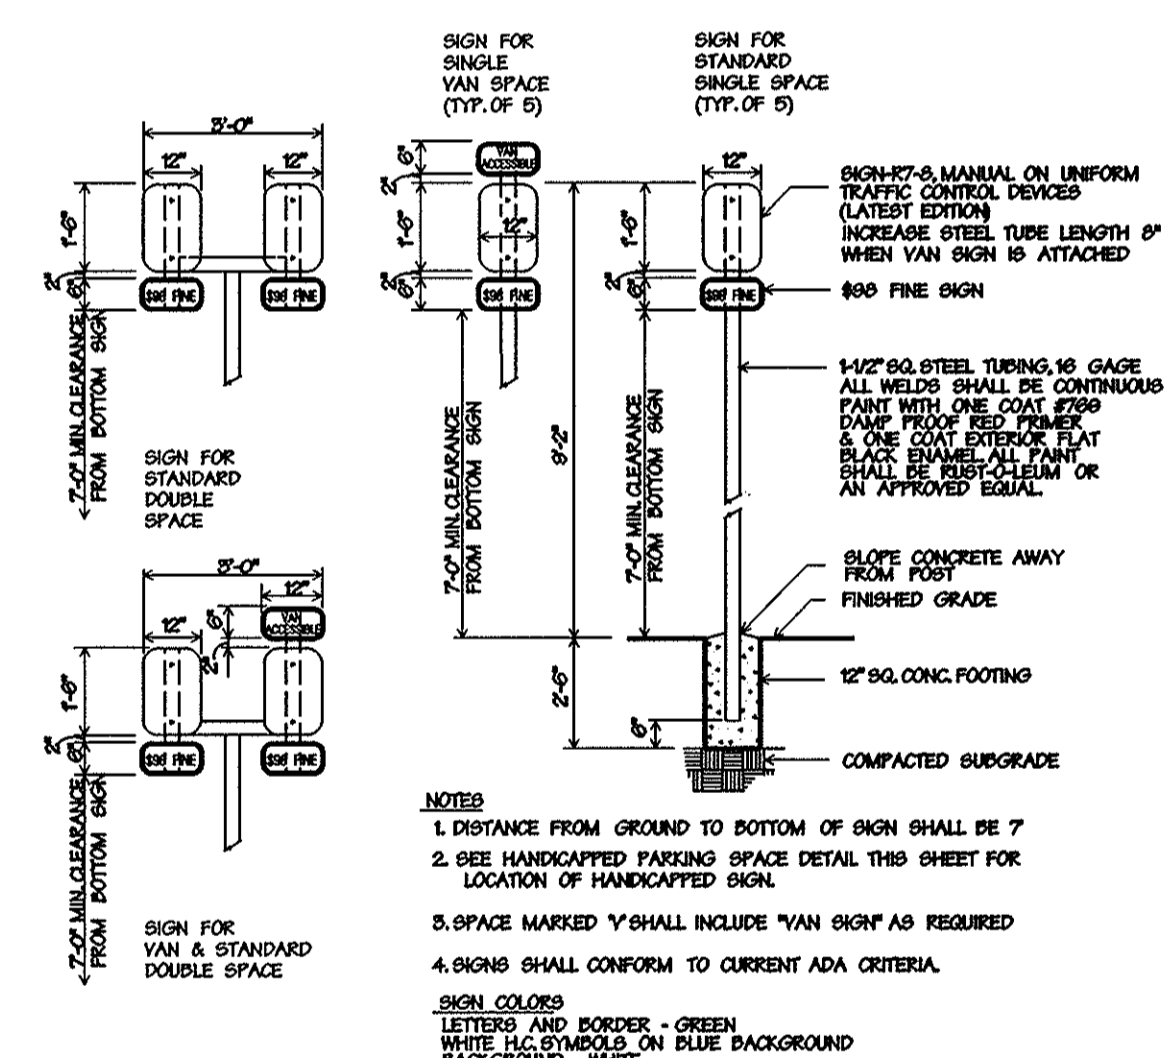 SIGN FOR
SINGLE
VAN SPACE
(TYP. OF 5)
SIGN FOR
STANDARD
SINGLE SPACE
(TYP. OF 5)
3'-0"
12"
12"
1'-6"
2"
6"
$98 FINE
$98 FINE
7'-0" MIN. CLEARANCE
FROM BOTTOM SIGN
SIGN FOR
STANDARD
DOUBLE
SPACE
6"
VAN
ACCESSIBLE
2"
1'-6"
12"
2"
6"
$98 FINE
7'-0" MIN. CLEARANCE
FROM BOTTOM SIGN
9'-2"
12"
1'-6"
2"
6"
$98 FINE
7'-0" MIN. CLEARANCE
FROM BOTTOM SIGN
2'-6"
6"
SIGN-R7-8, MANUAL ON UNIFORM
TRAFFIC CONTROL DEVICES
(LATEST EDITION)
INCREASE STEEL TUBE LENGTH 8"
WHEN VAN SIGN IS ATTACHED
$98 FINE SIGN
1-1/2" SQ. STEEL TUBING, 16 GAGE
ALL WELDS SHALL BE CONTINUOUS
PAINT WITH ONE COAT #769
DAMP PROOF RED PRIMER
& ONE COAT EXTERIOR FLAT
BLACK ENAMEL. ALL PAINT
SHALL BE RUST-O-LEUM OR
AN APPROVED EQUAL.
SLOPE CONCRETE AWAY
FROM POST
FINISHED GRADE
12" SQ. CONC. FOOTING
COMPACTED SUBGRADE
3'-0"
12"
6"
VAN
ACCESSIBLE
12"
2"
1'-6"
2"
6"
$98 FINE
$98 FINE
7'-0" MIN. CLEARANCE
FROM BOTTOM SIGN
SIGN FOR
VAN & STANDARD
DOUBLE SPACE
NOTES
1. DISTANCE FROM GROUND TO BOTTOM OF SIGN SHALL BE 7'
2. SEE HANDICAPPED PARKING SPACE DETAIL THIS SHEET FOR
LOCATION OF HANDICAPPED SIGN.
3. SPACE MARKED 'V' SHALL INCLUDE "VAN SIGN" AS REQUIRED
4. SIGNS SHALL CONFORM TO CURRENT ADA CRITERIA.
SIGN COLORS
LETTERS AND BORDER - GREEN
WHITE H.C. SYMBOLS ON BLUE BACKGROUND
BACKGROUND - WHITE